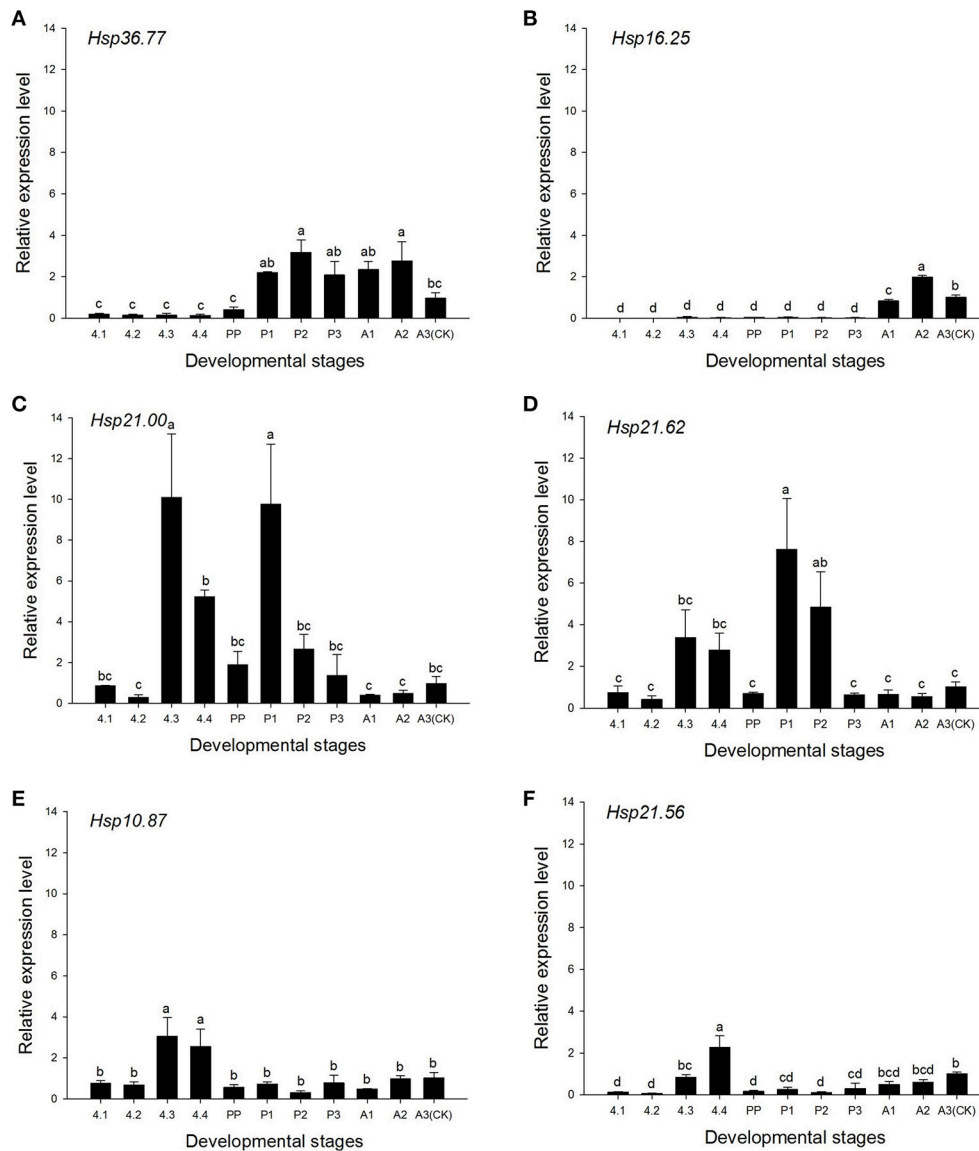 A
Hsp36.77
Relative expression level
14
12
10
8
6
4
2
0
c c c c c ab a ab ab a bc
4.1 4.2 4.3 4.4 PP P1 P2 P3 A1 A2 A3(CK)
Developmental stages
B
Hsp16.25
Relative expression level
14
12
10
8
6
4
2
0
d d d d d d d d c a b
4.1 4.2 4.3 4.4 PP P1 P2 P3 A1 A2 A3(CK)
Developmental stages
C
Hsp21.00
Relative expression level
14
12
10
8
6
4
2
0
bc c a b bc a bc bc c c bc
4.1 4.2 4.3 4.4 PP P1 P2 P3 A1 A2 A3(CK)
Developmental stages
D
Hsp21.62
Relative expression level
14
12
10
8
6
4
2
0
c c bc bc c a ab c c c c
4.1 4.2 4.3 4.4 PP P1 P2 P3 A1 A2 A3(CK)
Developmental stages
E
Hsp10.87
Relative expression level
14
12
10
8
6
4
2
0
b b a a b b b b b b b
4.1 4.2 4.3 4.4 PP P1 P2 P3 A1 A2 A3(CK)
Developmental stages
F
Hsp21.56
Relative expression level
14
12
10
8
6
4
2
0
d d bc a d cd d cd bcd bcd b
4.1 4.2 4.3 4.4 PP P1 P2 P3 A1 A2 A3(CK)
Developmental stages